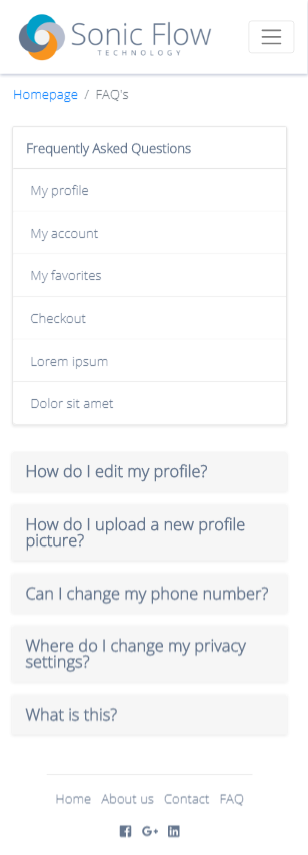 Sonic Flow
TECHNOLOGY
Homepage / FAQ's
Frequently Asked Questions
My profile
My account
My favorites
Checkout
Lorem ipsum
Dolor sit amet
How do I edit my profile?
How do I upload a new profile
picture?
Can I change my phone number?
Where do I change my privacy
settings?
What is this?
Home About us Contact FAQ